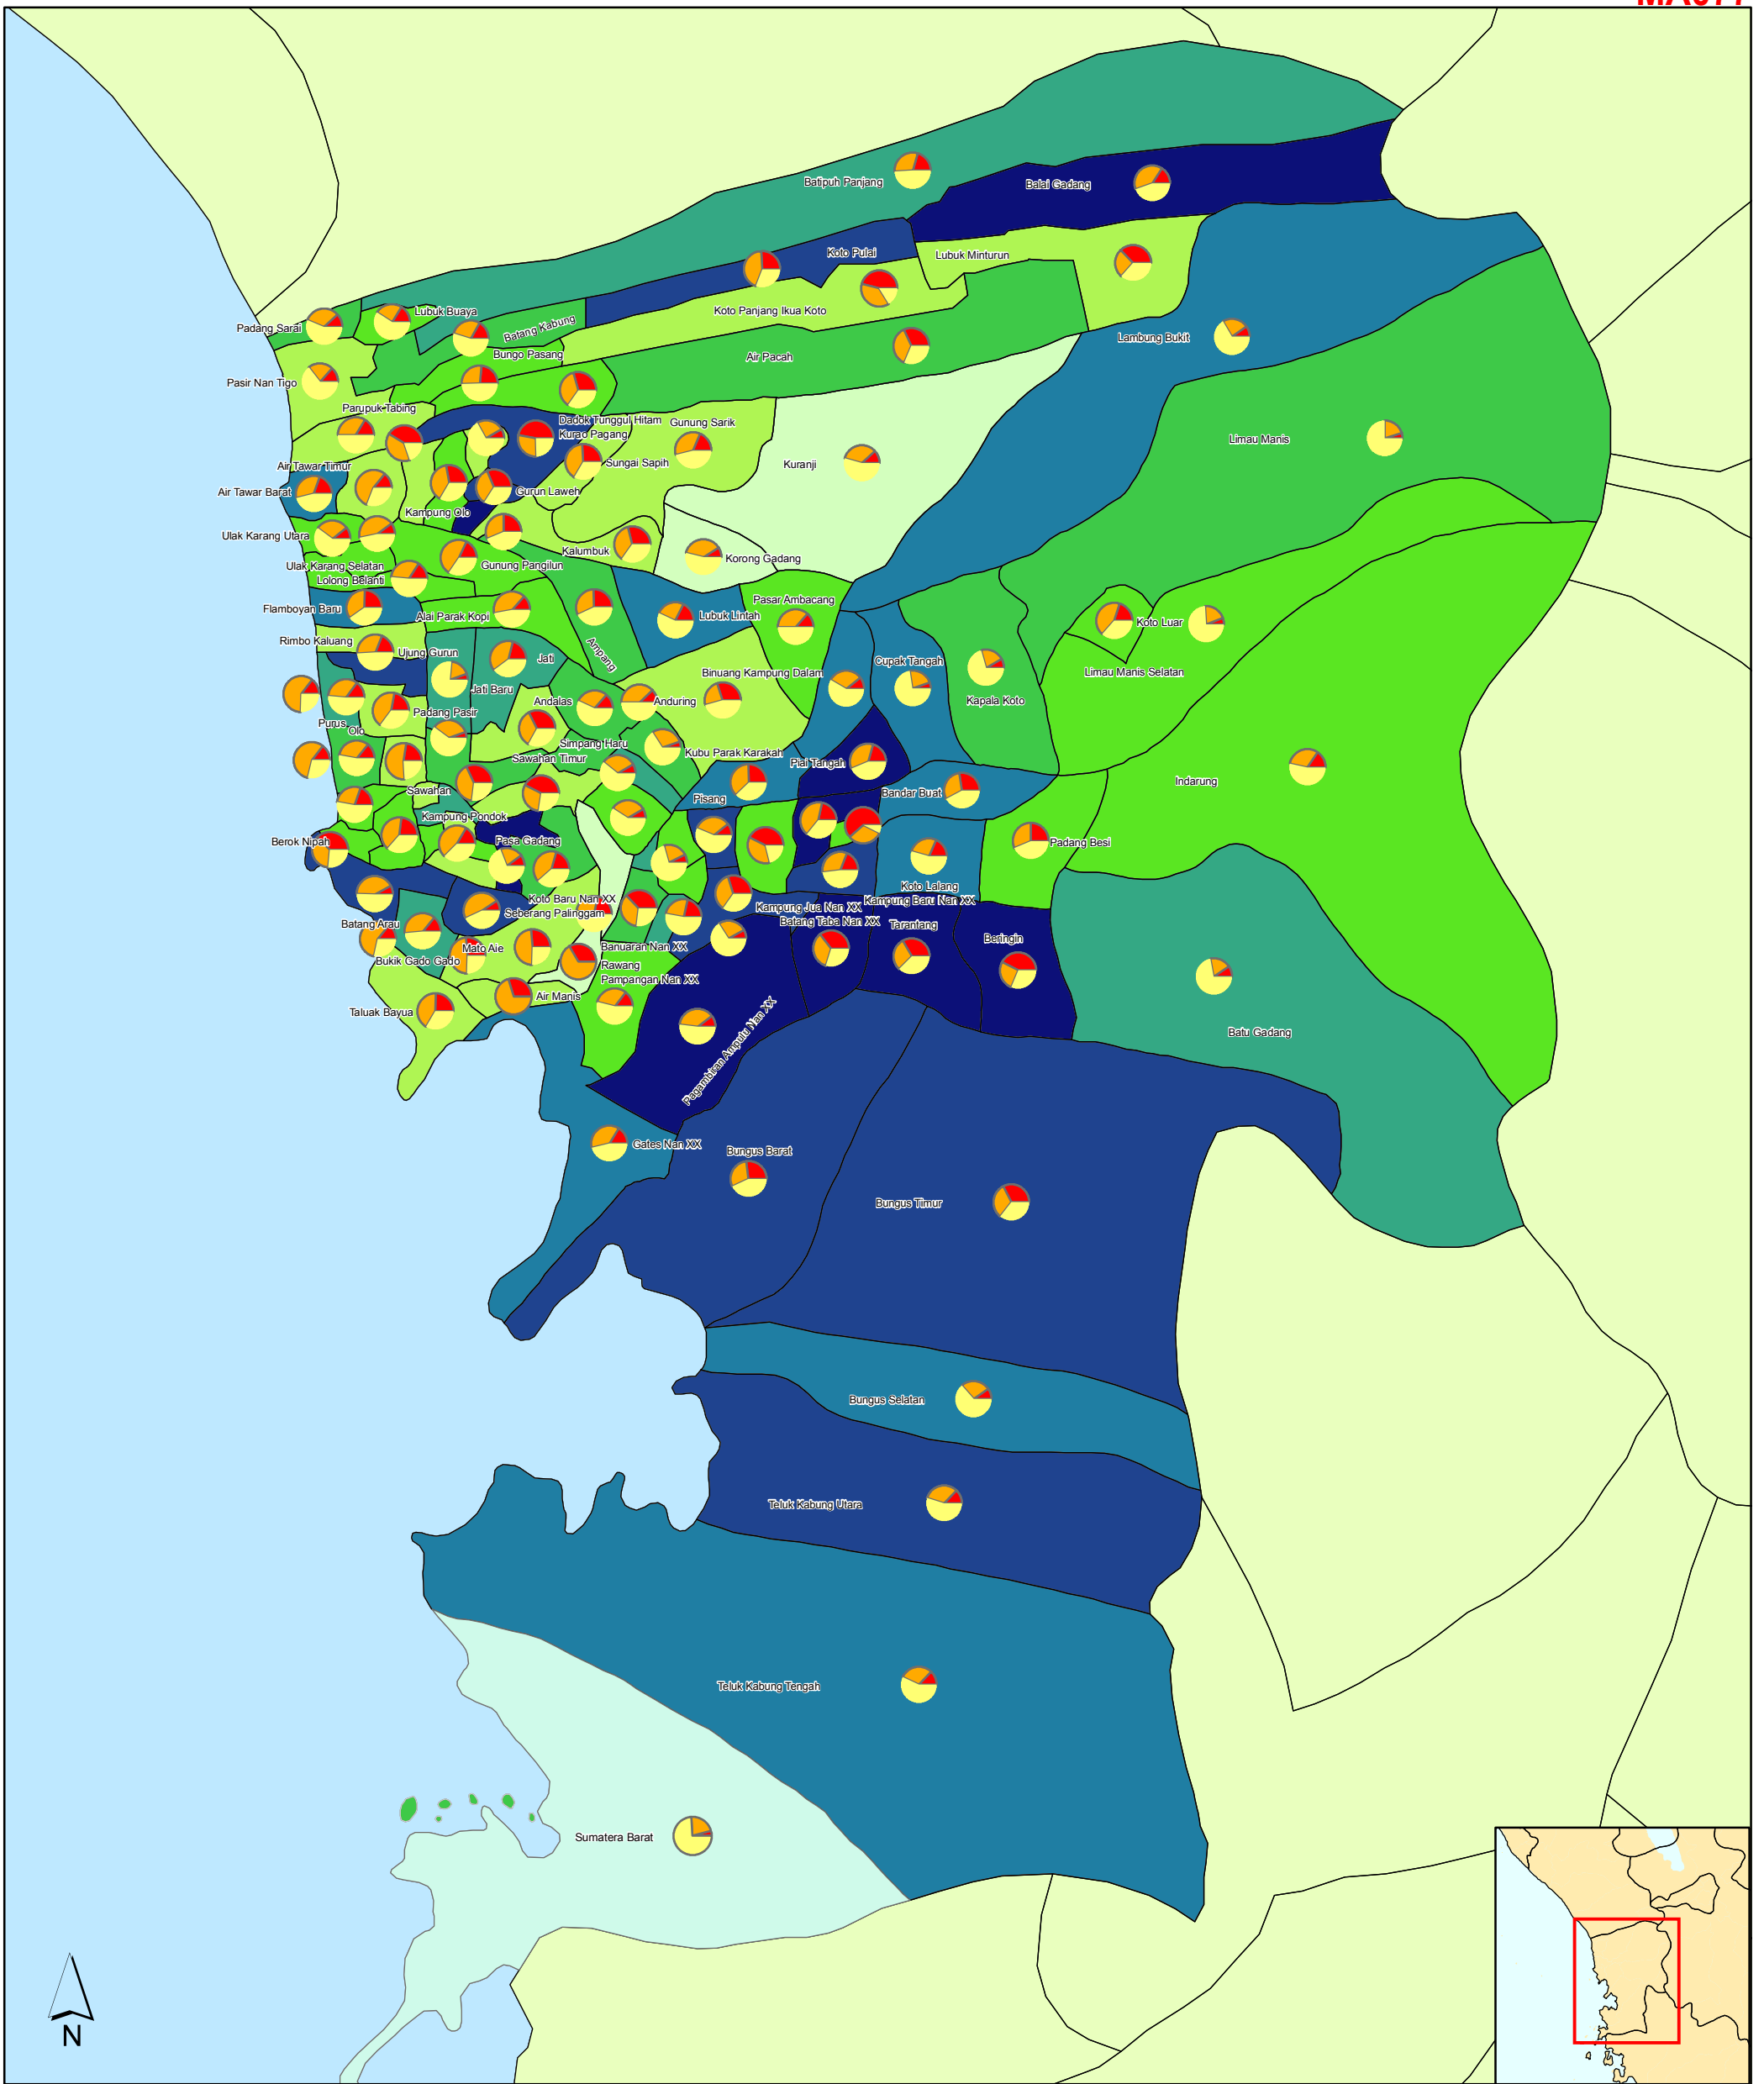 Batipuh Panjang
Balai Gadang
Koto Pulai
Lubuk Minturun
Lubuk Buaya
Koto Panjang Ikua Koto
Padang Sarai
Batang Kabung
Lambung Bukit
Bungo Pasang
Air Pacah
Pasir Nan Tigo
Parupuk Tabing
Dadok Tunggul Hitam
Gunung Sarik
Kurao Pagang
Limau Manis
Sungai Sapih
Kuranji
Air Tawar Timur
Air Tawar Barat
Gurun Laweh
Kampung Olo
Ulak Karang Utara
Kalumbuk
Korong Gadang
Ulak Karang Selatan
Gunung Pangilun
Lolong Belanti
Pasar Ambacang
Flamboyan Baru
Alai Parak Kopi
Lubuk Lintah
Koto Luar
Rimbo Kaluang
Ujung Gurun
Ampang
Jati
Cupak Tangah
Binuang Kampung Dalam
Limau Manis Selatan
Jati Baru
Andalas
Anduring
Kapala Koto
Padang Pasir
Purus
Olo
Simpang Haru
Kubu Parak Karakah
Sawahan Timur
Piai Tangah
Indarung
Sawahan
Pisang
Bandar Buat
Kampung Pondok
Berok Nipah
Pasa Gadang
Padang Besi
Koto Lalang
Koto Baru Nan XX
Kampung Jua Nan XX
Kampung Baru Nan XX
Seberang Palinggam
Batang Taba Nan XX
Batang Arau
Tarantang
Beringin
Mato Aie
Banuaran Nan XX
Bukik Gado Gado
Rawang
Pampangan Nan XX
Air Manis
Taluak Bayua
Batu Gadang
Pagambiran Ampulu Nan XX
Gates Nan XX
Bungus Barat
Bungus Timur
Bungus Selatan
Teluk Kabung Utara
Teluk Kabung Tengah
Sumatera Barat
N